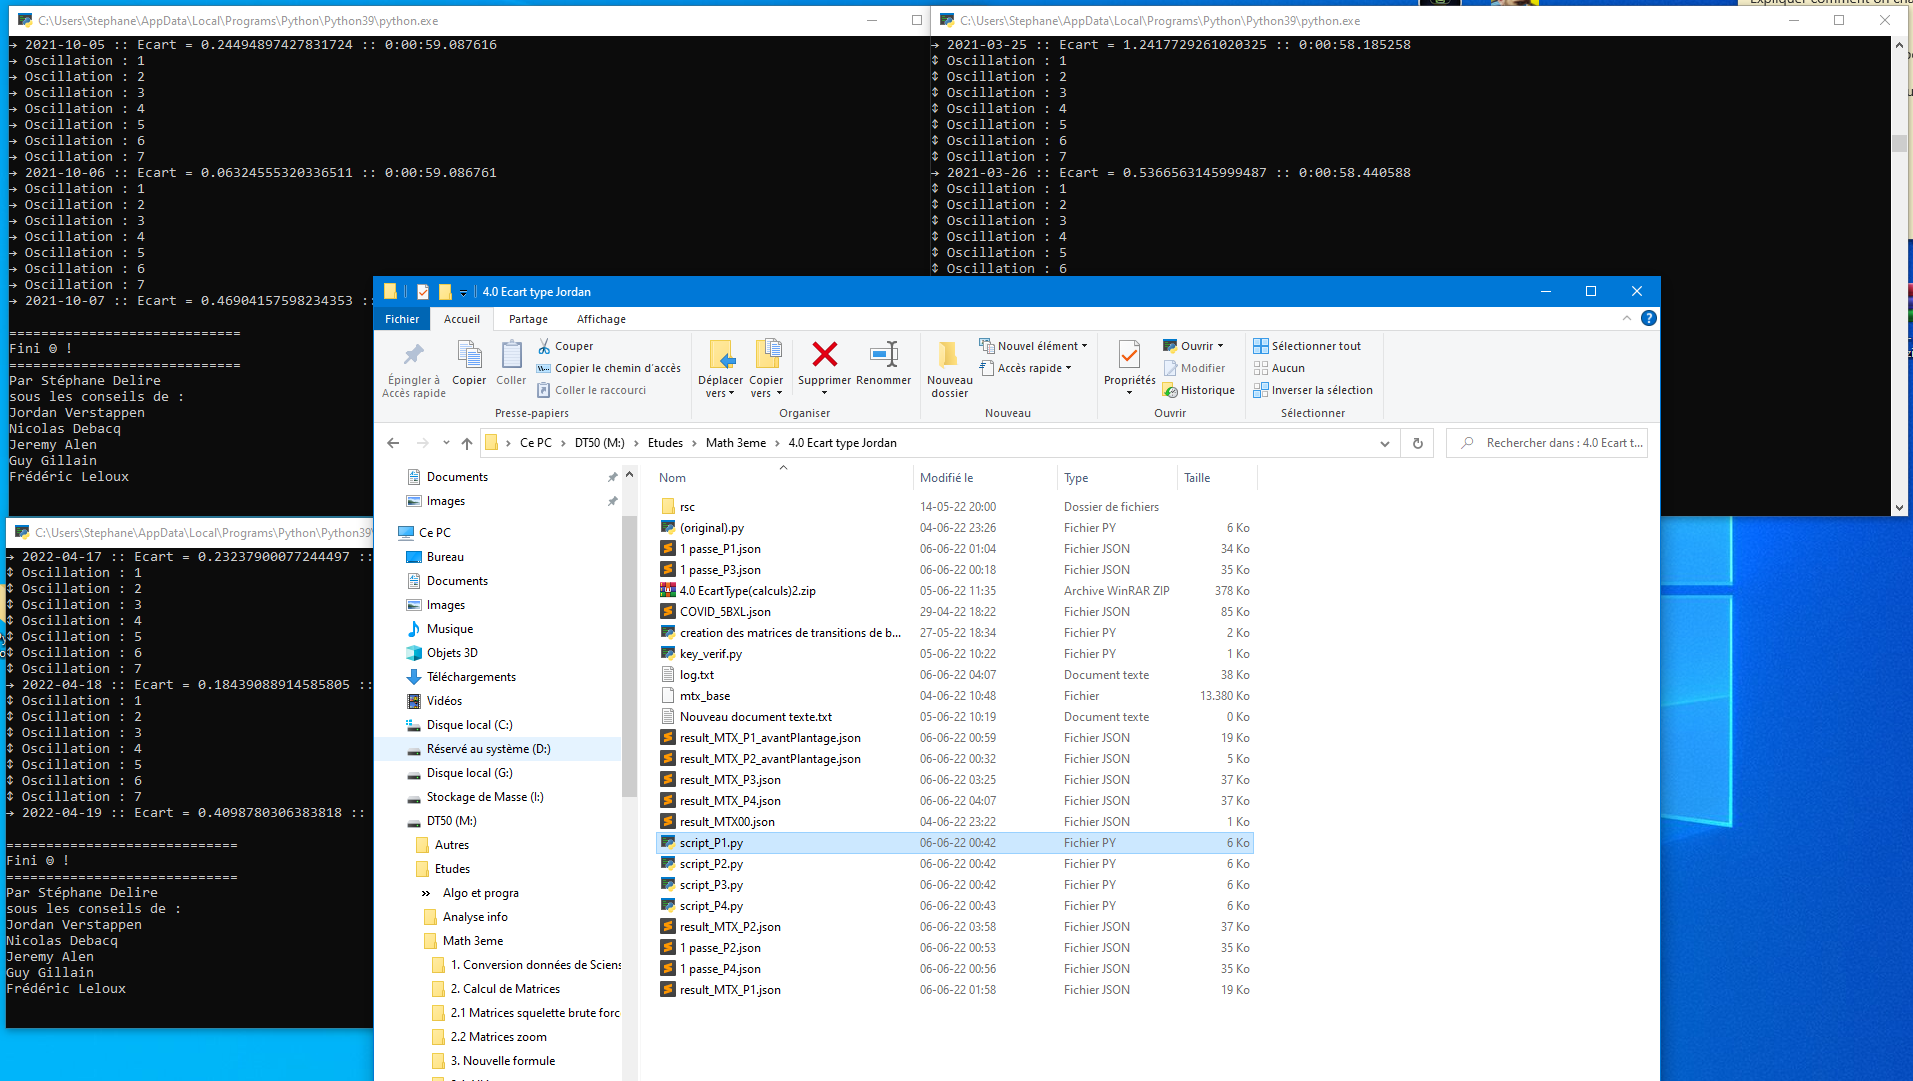 C:\Users\Stephane\AppData\Local\Programs\Python\Python39\python.exe
→ 2021-10-05 :: Ecart = 0.24494897427831724 :: 0:00:59.087616
→ Oscillation : 1
→ Oscillation : 2
→ Oscillation : 3
→ Oscillation : 4
→ Oscillation : 5
→ Oscillation : 6
→ Oscillation : 7
→ 2021-10-06 :: Ecart = 0.06324555320336511 :: 0:00:59.086761
→ Oscillation : 1
→ Oscillation : 2
→ Oscillation : 3
→ Oscillation : 4
→ Oscillation : 5
→ Oscillation : 6
→ Oscillation : 7
→ 2021-10-07 :: Ecart = 0.46904157598234353 ::
=============================
Fini ☺ !
=============================
Par Stéphane Delire
sous les conseils de :
Jordan Verstappen
Nicolas Debacq
Jeremy Alen
Guy Gillain
Frédéric Leloux
C:\Users\Stephane\AppData\Local\Programs\Python\Python39\python.exe
→ 2021-03-25 :: Ecart = 1.2417729261020325 :: 0:00:58.185258
↕ Oscillation : 1
↕ Oscillation : 2
↕ Oscillation : 3
↕ Oscillation : 4
↕ Oscillation : 5
↕ Oscillation : 6
↕ Oscillation : 7
→ 2021-03-26 :: Ecart = 0.5366563145999487 :: 0:00:58.440588
↕ Oscillation : 1
↕ Oscillation : 2
↕ Oscillation : 3
↕ Oscillation : 4
↕ Oscillation : 5
↕ Oscillation : 6
C:\Users\Stephane\AppData\Local\Programs\Python\Python39\
→ 2022-04-17 :: Ecart = 0.23237900077244497 ::
↕ Oscillation : 1
↕ Oscillation : 2
↕ Oscillation : 3
↕ Oscillation : 4
↕ Oscillation : 5
↕ Oscillation : 6
↕ Oscillation : 7
→ 2022-04-18 :: Ecart = 0.18439088914585805 ::
↕ Oscillation : 1
↕ Oscillation : 2
↕ Oscillation : 3
↕ Oscillation : 4
↕ Oscillation : 5
↕ Oscillation : 6
↕ Oscillation : 7
→ 2022-04-19 :: Ecart = 0.4098780306383818 ::
=============================
Fini ☺ !
=============================
Par Stéphane Delire
sous les conseils de :
Jordan Verstappen
Nicolas Debacq
Jeremy Alen
Guy Gillain
Frédéric Leloux
4.0 Ecart type Jordan
Fichier Accueil Partage Affichage
Épingler à Accès rapide
Copier
Coller
Couper
Copier le chemin d'accès
Coller le raccourci
Presse-papiers
Déplacer vers
Copier vers
Supprimer
Renommer
Organiser
Nouveau dossier
Nouvel élément
Accès rapide
Nouveau
Propriétés
Ouvrir
Modifier
Historique
Ouvrir
Sélectionner tout
Aucun
Inverser la sélection
Sélectionner
Ce PC > DT50 (M:) > Etudes > Math 3eme > 4.0 Ecart type Jordan
Rechercher dans : 4.0 Ecart t...
Documents
Images
Ce PC
Bureau
Documents
Images
Musique
Objets 3D
Téléchargements
Vidéos
Disque local (C:)
Réservé au système (D:)
Disque local (G:)
Stockage de Masse (I:)
DT50 (M:)
Autres
Etudes
Algo et progra
Analyse info
Math 3eme
1. Conversion données de Sciens
2. Calcul de Matrices
2.1 Matrices squelette brute forc
2.2 Matrices zoom
3. Nouvelle formule
Nom Modifié le Type Taille
rsc 14-05-22 20:00 Dossier de fichiers
(original).py 04-06-22 23:26 Fichier PY 6 Ko
1 passe_P1.json 06-06-22 01:04 Fichier JSON 34 Ko
1 passe_P3.json 06-06-22 00:18 Fichier JSON 35 Ko
4.0 EcartType(calculs)2.zip 05-06-22 11:35 Archive WinRAR ZIP 378 Ko
COVID_5BXL.json 29-04-22 18:22 Fichier JSON 85 Ko
creation des matrices de transitions de b... 27-05-22 18:34 Fichier PY 2 Ko
key_verif.py 05-06-22 10:22 Fichier PY 1 Ko
log.txt 06-06-22 04:07 Document texte 38 Ko
mtx_base 04-06-22 10:48 Fichier 13.380 Ko
Nouveau document texte.txt 05-06-22 10:19 Document texte 0 Ko
result_MTX_P1_avantPlantage.json 06-06-22 00:59 Fichier JSON 19 Ko
result_MTX_P2_avantPlantage.json 06-06-22 00:32 Fichier JSON 5 Ko
result_MTX_P3.json 06-06-22 03:25 Fichier JSON 37 Ko
result_MTX_P4.json 06-06-22 04:07 Fichier JSON 37 Ko
result_MTX00.json 04-06-22 23:22 Fichier JSON 1 Ko
script_P1.py 06-06-22 00:42 Fichier PY 6 Ko
script_P2.py 06-06-22 00:42 Fichier PY 6 Ko
script_P3.py 06-06-22 00:42 Fichier PY 6 Ko
script_P4.py 06-06-22 00:43 Fichier PY 6 Ko
result_MTX_P2.json 06-06-22 03:58 Fichier JSON 37 Ko
1 passe_P2.json 06-06-22 00:53 Fichier JSON 35 Ko
1 passe_P4.json 06-06-22 00:56 Fichier JSON 35 Ko
result_MTX_P1.json 06-06-22 01:58 Fichier JSON 19 Ko